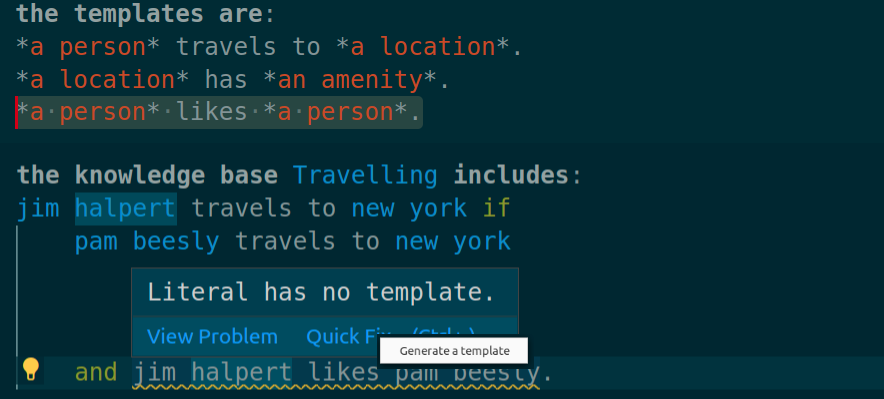 the templates are:
*a person* travels to *a location*.
*a location* has *an amenity*.
*a person* likes *a person*.
the knowledge base Travelling includes:
jim halpert travels to new york if
pam beesly travels to new york
Literal has no template.
View Problem Quick
Generate a template
and jim halpert likes pam beesly.